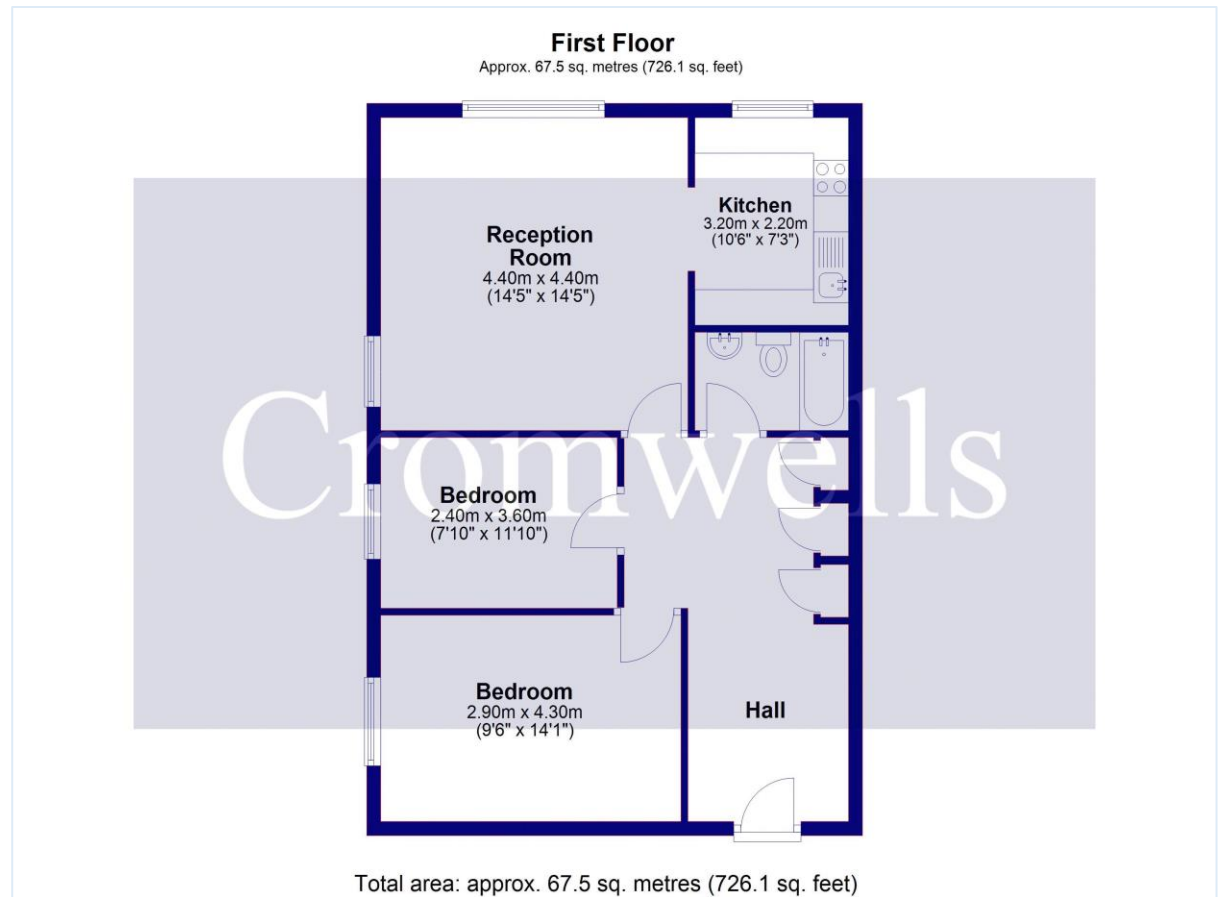 First Floor
Approx. 67.5 sq. metres (726.1 sq. feet)
Kitchen
3.20m x 2.20m
(10'6" x 7'3")
Reception
Room
4.40m x 4.40m
(14'5" x 14'5")
Cromwells
Bedroom
2.40m x 3.60m
(7'10" x 11'10")
Bedroom
2.90m x 4.30m
(9'6" x 14'1")
Hall
Total area: approx. 67.5 sq. metres (726.1 sq. feet)